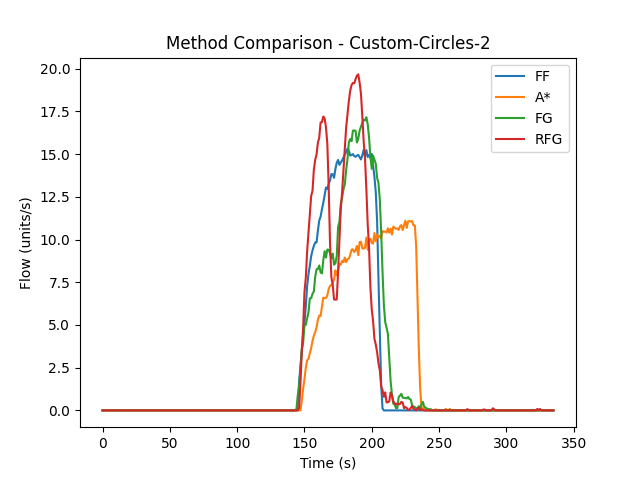 Method Comparison - Custom-Circles-2
20.0
17.5
15.0
12.5
10.0
7.5
5.0
2.5
0.0
Flow (units/s)
FF
A*
FG
RFG
0 50 100 150 200 250 300 350
Time (s)